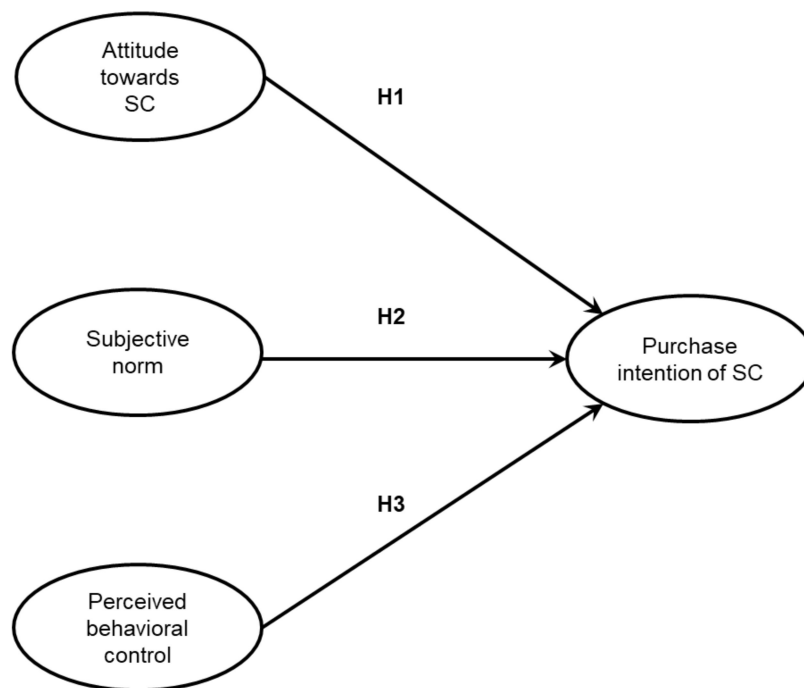 Attitude
towards
SC
H1
Subjective
norm
H2
Purchase
intention of SC
H3
Perceived
behavioral
control